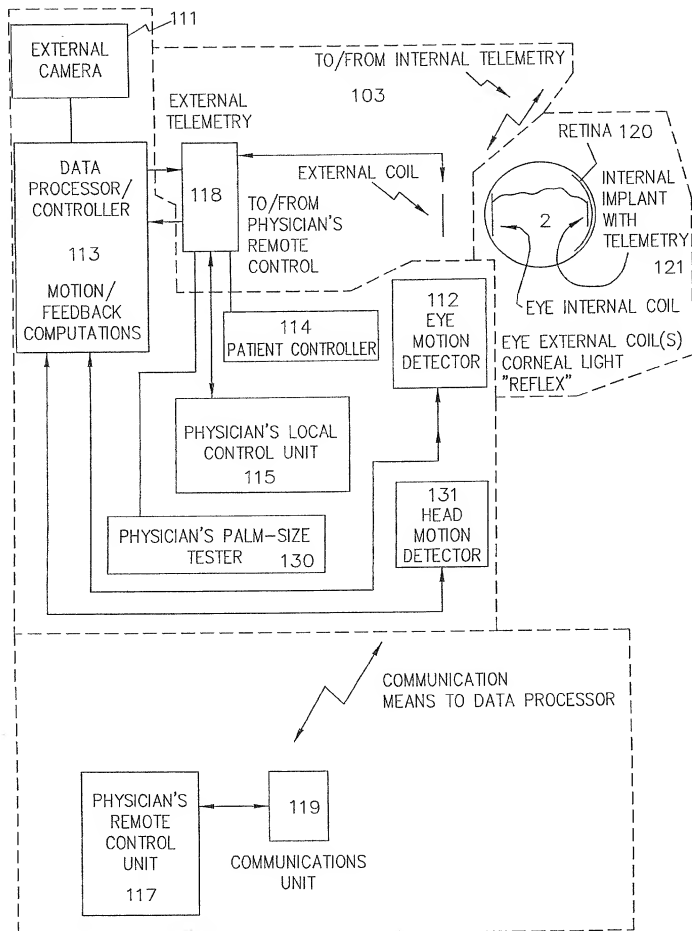 111
EXTERNAL
CAMERA
TO/FROM INTERNAL TELEMETRY
103
EXTERNAL
TELEMETRY
118
DATA
PROCESSOR/
CONTROLLER
113
MOTION/
FEEDBACK
COMPUTATIONS
EXTERNAL COIL
TO/FROM
PHYSICIAN'S
REMOTE
CONTROL
RETINA 120
INTERNAL
IMPLANT
WITH
TELEMETRY
121
2
EYE INTERNAL COIL
EYE EXTERNAL COIL(S)
CORNEAL LIGHT
"REFLEX"
112
EYE
MOTION
DETECTOR
114
PATIENT CONTROLLER
PHYSICIAN'S LOCAL
CONTROL UNIT
115
PHYSICIAN'S PALM-SIZE
TESTER 130
131
HEAD
MOTION
DETECTOR
COMMUNICATION
MEANS TO DATA PROCESSOR
PHYSICIAN'S
REMOTE
CONTROL
UNIT
117
119
COMMUNICATIONS
UNIT